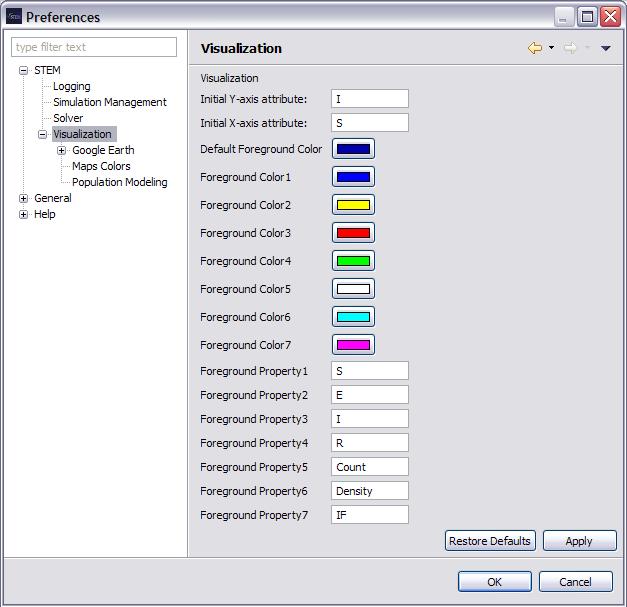 Preferences
type filter text
STEM
Logging
Simulation Management
Solver
Visualization
Google Earth
Maps Colors
Population Modeling
General
Help
Visualization
Visualization
Initial Y-axis attribute: I
Initial X-axis attribute: S
Default Foreground Color
Foreground Color1
Foreground Color2
Foreground Color3
Foreground Color4
Foreground Color5
Foreground Color6
Foreground Color7
Foreground Property1 S
Foreground Property2 E
Foreground Property3 I
Foreground Property4 R
Foreground Property5 Count
Foreground Property6 Density
Foreground Property7 IF
Restore Defaults Apply
OK Cancel